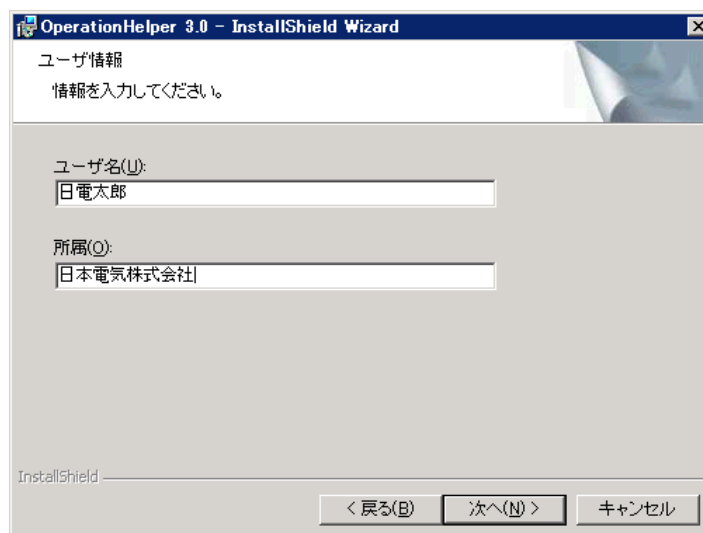 OperationHelper 3.0 - InstallShield Wizard
ユーザ情報
情報を入力してください。
ユーザ名(U):
日電太郎
所属(O):
日本電気株式会社
InstallShield
< 戻る(B)
次へ(N) >
キャンセル